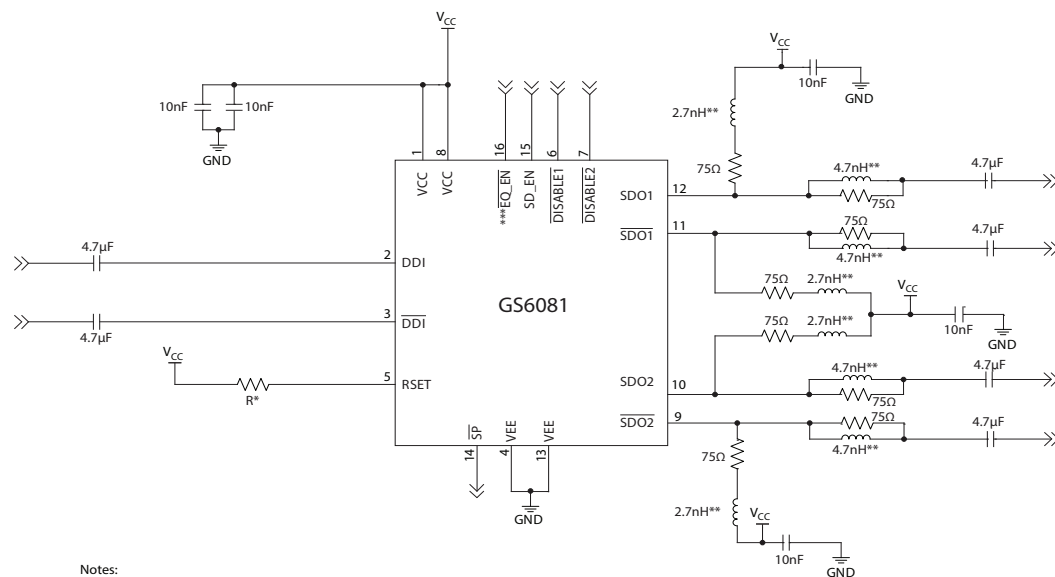 VCC
VCC
10nF
GND
10nF 10nF
GND
2.7nH**
75Ω
1 8 16 15 6 7
VCC VCC ***EQ_EN SD_EN DISABLE1 DISABLE2
4.7nH** 4.7µF
12
SDO1
75Ω
75Ω 4.7µF
11
SDO1
4.7nH**
4.7µF
2 DDI
75Ω 2.7nH**
VCC
GS6081
10nF
GND
3 DDI
4.7µF
75Ω 2.7nH**
VCC
R*
5 RSET
4.7nH** 4.7µF
SDO2
10
75Ω
75Ω 4.7µF
SDO2
9
4.7nH**
SP VEE VEE
14 4 13
GND
75Ω
2.7nH**
VCC
10nF
GND
Notes: